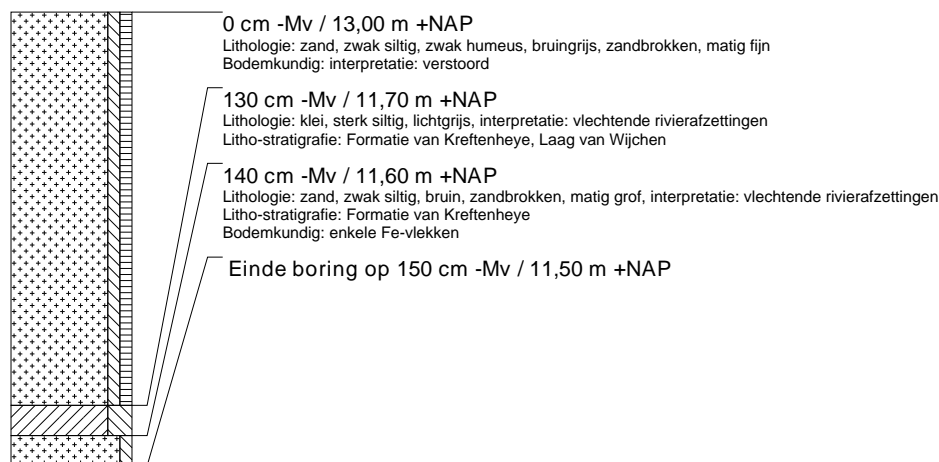 0 cm -Mv / 13,00 m +NAP
Lithologie: zand, zwak siltig, zwak humeus, bruingrijs, zandbrokken, matig fijn
Bodemkundig: interpretatie: verstoord
130 cm -Mv / 11,70 m +NAP
Lithologie: klei, sterk siltig, lichtgrijs, interpretatie: vlechtende rivierafzettingen
Litho-stratigrafie: Formatie van Kreftenheye, Laag van Wijchen
140 cm -Mv / 11,60 m +NAP
Lithologie: zand, zwak siltig, bruin, zandbrokken, matig grof, interpretatie: vlechtende rivierafzettingen
Litho-stratigrafie: Formatie van Kreftenheye
Bodemkundig: enkele Fe-vlekken
Einde boring op 150 cm -Mv / 11,50 m +NAP